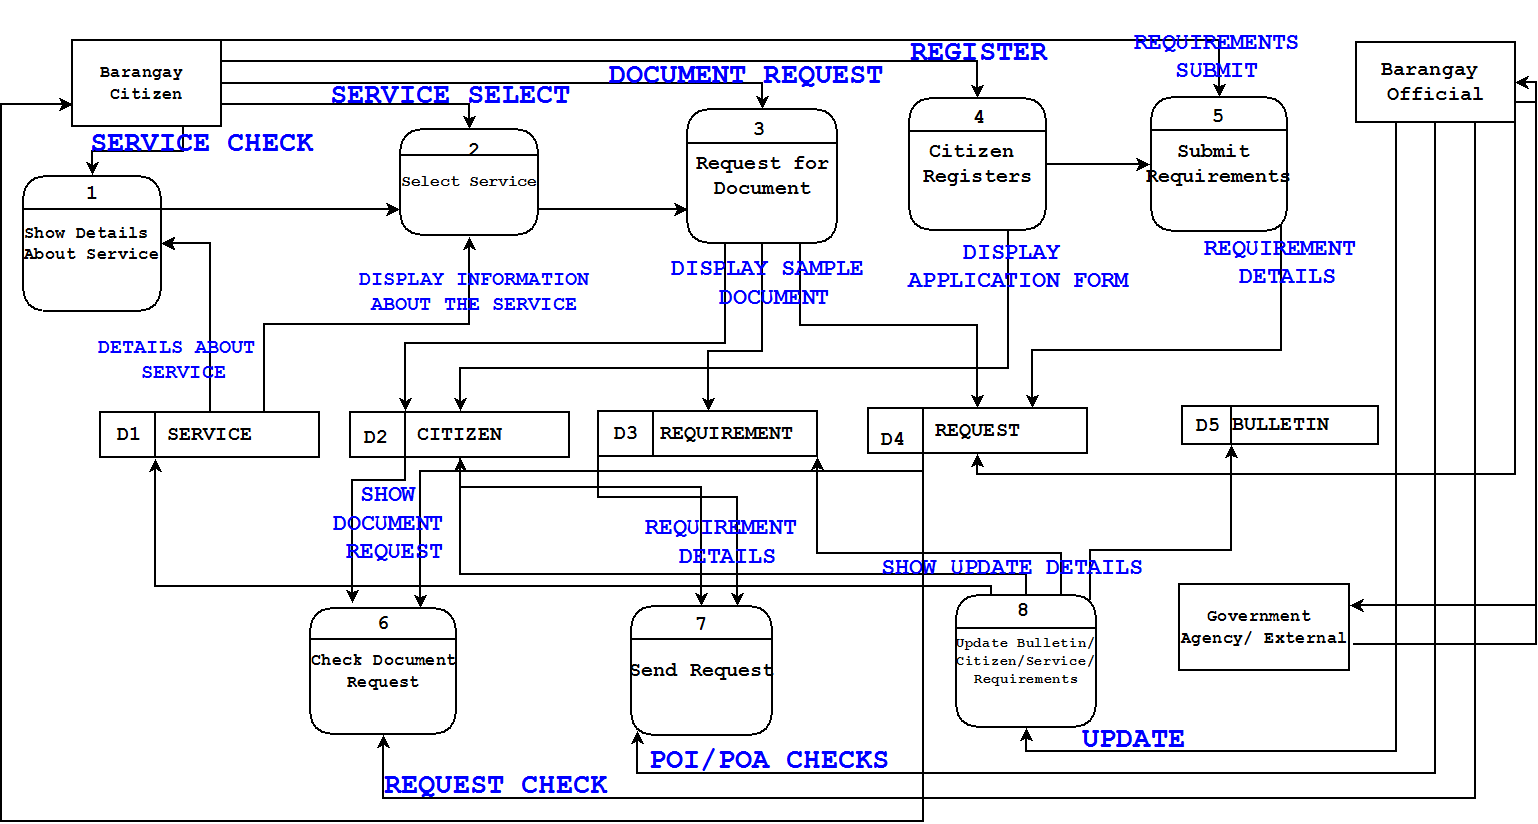 REQUIREMENTS
SUBMIT
REGISTER
DOCUMENT REQUEST
SERVICE SELECT
SERVICE CHECK
Barangay
Citizen
Barangay
Official
1
Show Details
About Service
2
Select Service
3
Request for
Document
4
Citizen
Registers
5
Submit
Requirements
DISPLAY INFORMATION
ABOUT THE SERVICE
DISPLAY SAMPLE
DOCUMENT
DISPLAY
APPLICATION FORM
REQUIREMENT
DETAILS
DETAILS ABOUT
SERVICE
D1 SERVICE
D2 CITIZEN
D3 REQUIREMENT
D4 REQUEST
D5 BULLETIN
SHOW
DOCUMENT
REQUEST
REQUIREMENT
DETAILS
SHOW UPDATE DETAILS
6
Check Document
Request
7
Send Request
8
Update Bulletin/
Citizen/Service/
Requirements
Government
Agency/ External
UPDATE
POI/POA CHECKS
REQUEST CHECK